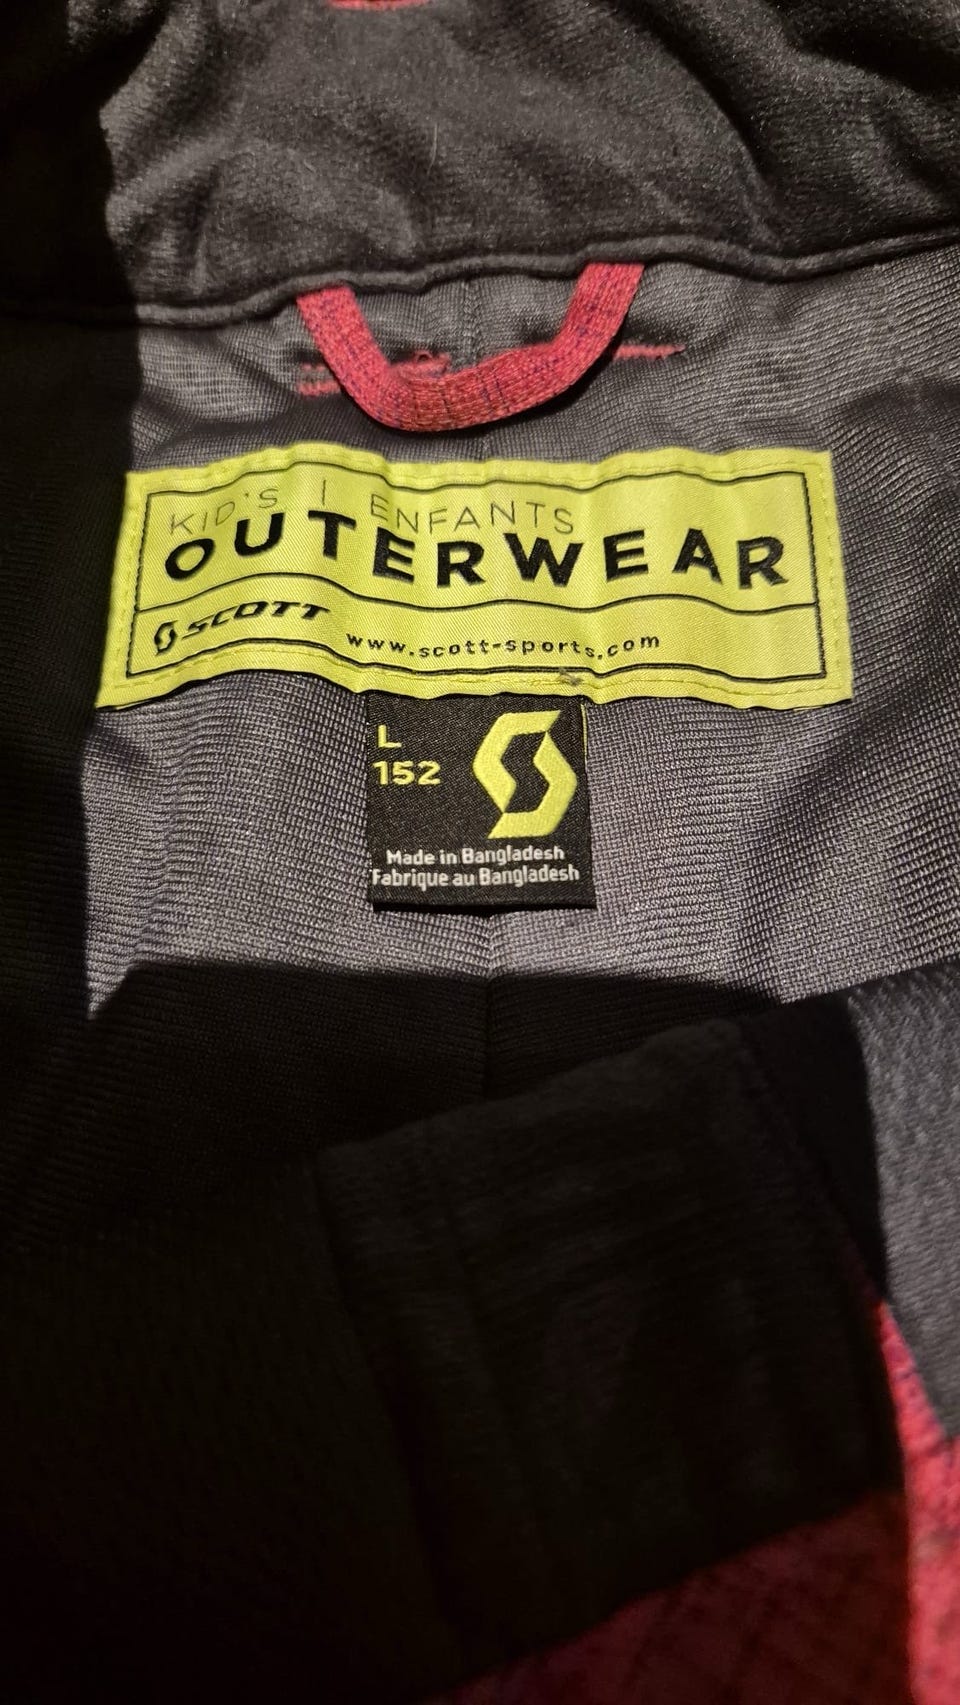 KID'S | ENFANTS
OUTERWEAR
SCOTT
www.scott-sports.com
L
152
Made in Bangladesh
Fabrique au Bangladesh